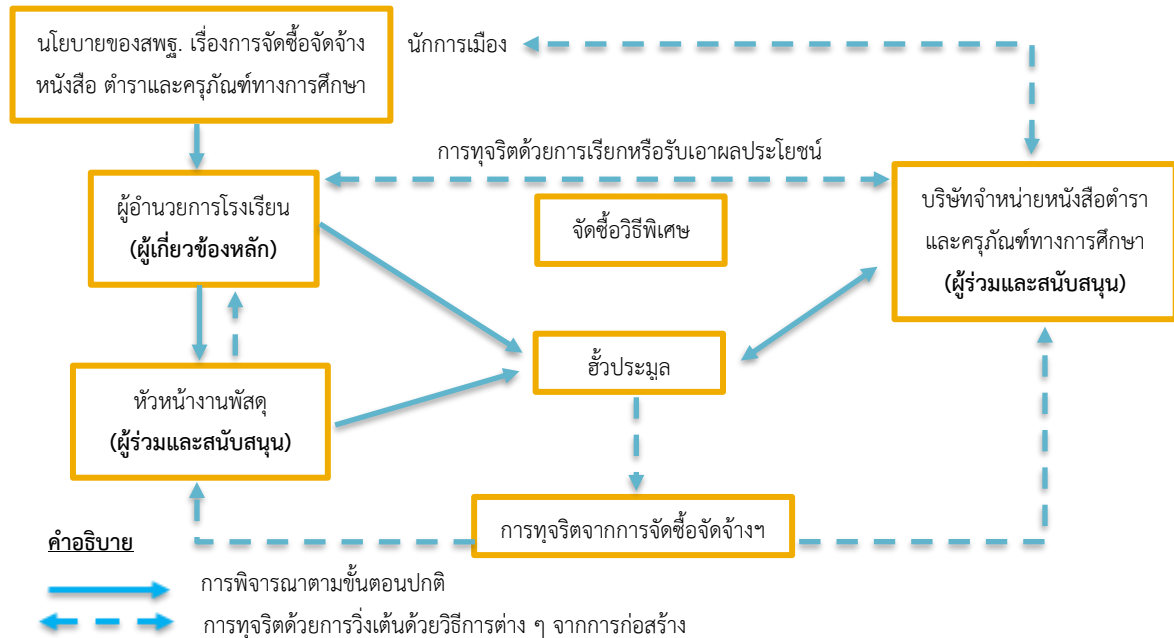 นโยบายของสพฐ. เรื่องการจัดซื้อจัดจ้าง
หนังสือ ตำราและครุภัณฑ์ทางการศึกษา
นักการเมือง
การทุจริตด้วยการเรียกหรือรับเอาผลประโยชน์
ผู้อำนวยการโรงเรียน
(ผู้เกี่ยวข้องหลัก)
จัดซื้อวิธีพิเศษ
บริษัทจำหน่ายหนังสือตำรา
และครุภัณฑ์ทางการศึกษา
(ผู้ร่วมและสนับสนุน)
ฮั้วประมูล
หัวหน้างานพัสดุ
(ผู้ร่วมและสนับสนุน)
การทุจริตจากการจัดซื้อจัดจ้างฯ
คำอธิบาย
การพิจารณาตามขั้นตอนปกติ
การทุจริตด้วยการวิ่งเต้นด้วยวิธีการต่าง ๆ จากการก่อสร้าง